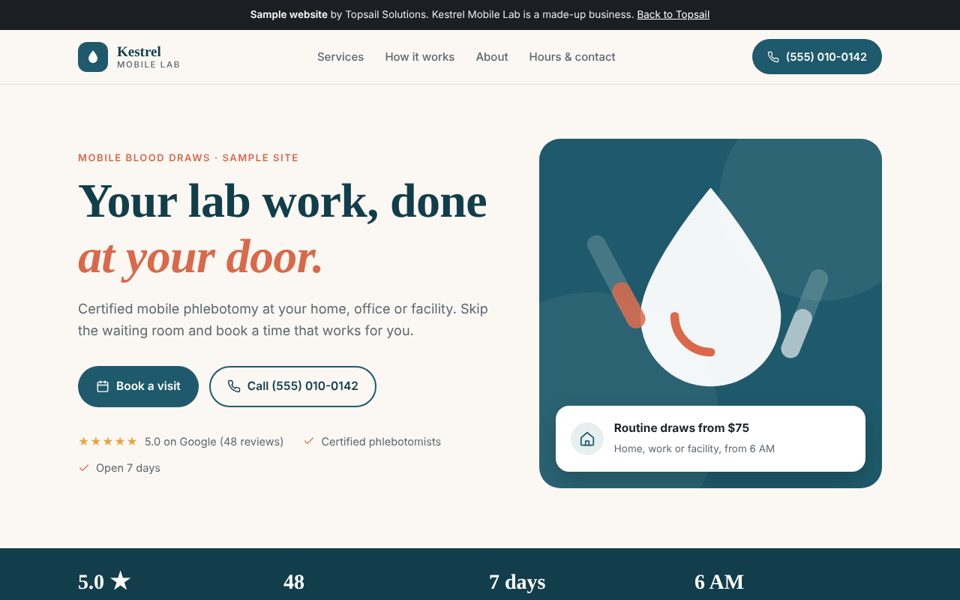 Sample website by Topsail Solutions. Kestrel Mobile Lab is a made-up business. Back to Topsail
Kestrel
MOBILE LAB
Services
How it works
About
Hours & contact
(555) 010-0142
MOBILE BLOOD DRAWS · SAMPLE SITE
Your lab work, done
at your door.
Certified mobile phlebotomy at your home, office or facility. Skip
the waiting room and book a time that works for you.
Book a visit
Call (555) 010-0142
★★★★★ 5.0 on Google (48 reviews)
Certified phlebotomists
Open 7 days
Routine draws from $75
Home, work or facility, from 6 AM
5.0 ★
48
7 days
6 AM